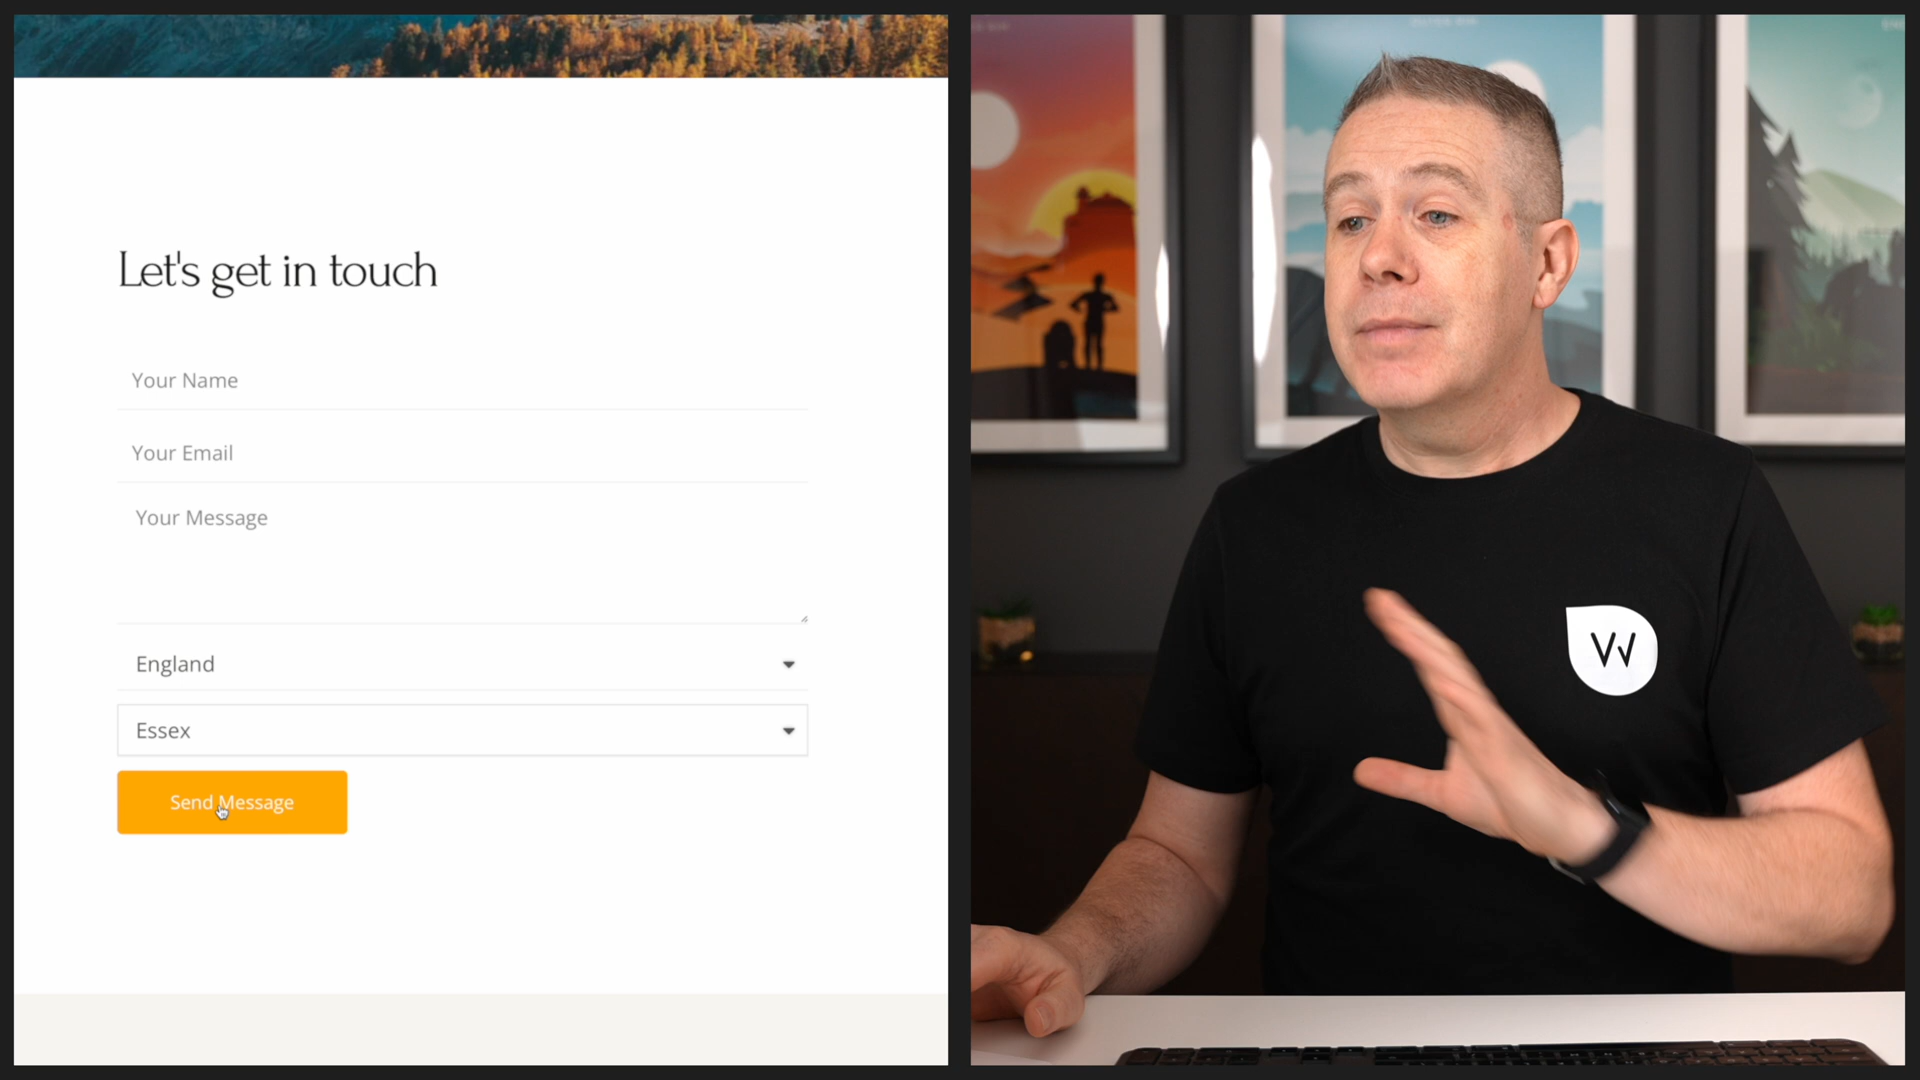 Let's get in touch
Your Name
Your Email
Your Message
England
Essex
Send Message
W